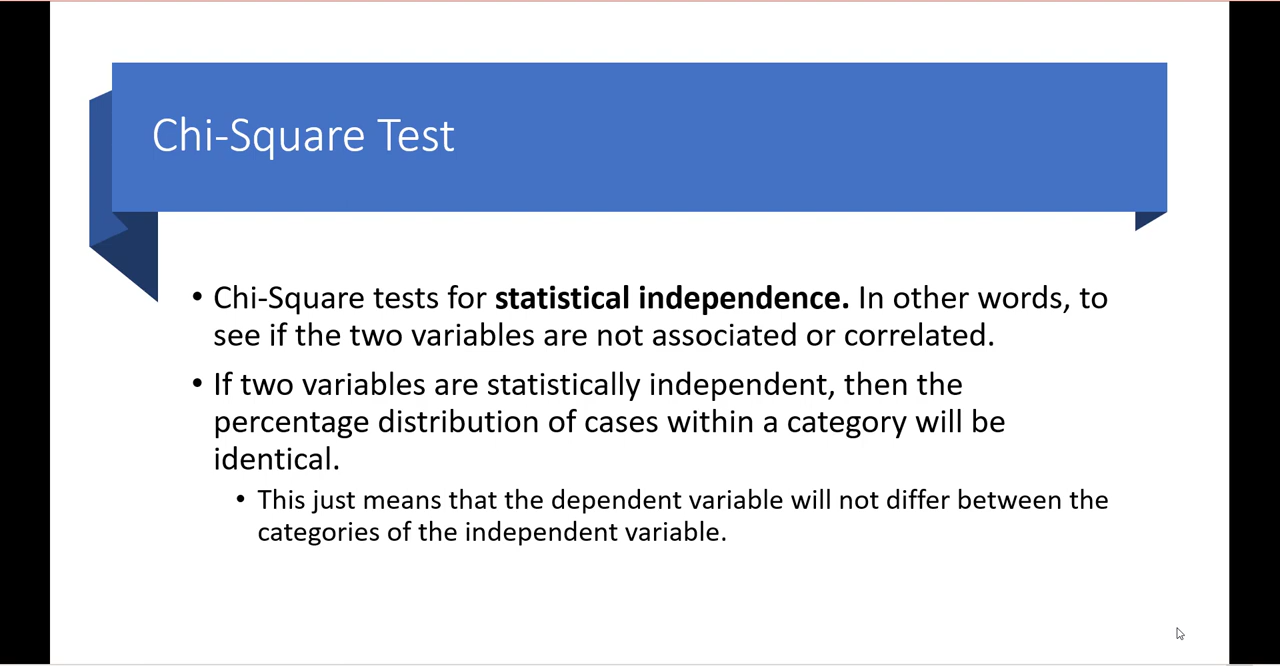 Chi-Square Test
• Chi-Square tests for statistical independence. In other words, to
see if the two variables are not associated or correlated.
• If two variables are statistically independent, then the
percentage distribution of cases within a category will be
identical.
• This just means that the dependent variable will not differ between the
categories of the independent variable.